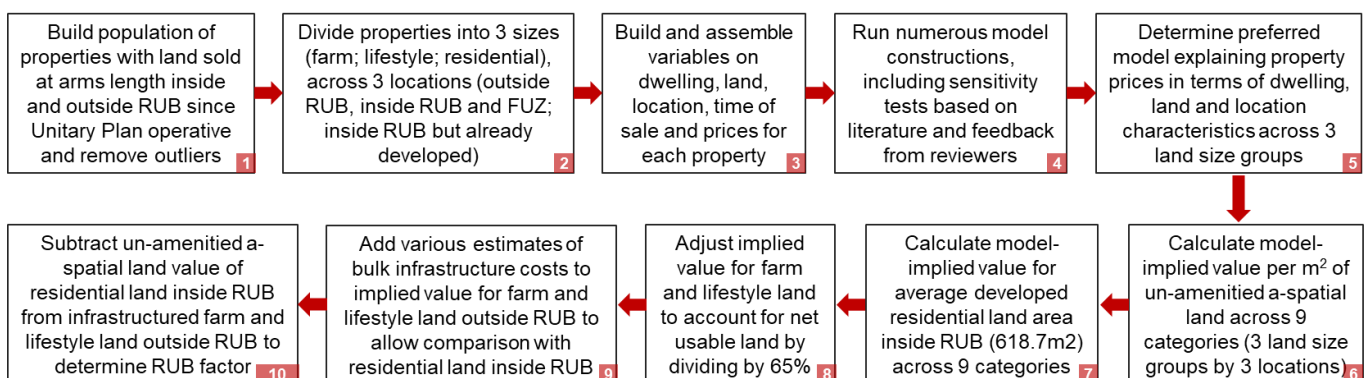 Build population of
properties with land sold
at arms length inside
and outside RUB since
Unitary Plan operative
and remove outliers
1
Divide properties into 3 sizes
(farm; lifestyle; residential),
across 3 locations (outside
RUB, inside RUB and FUZ;
inside RUB but already
developed)
2
Build and assemble
variables on
dwelling, land,
location, time of
sale and prices for
each property
3
Run numerous model
constructions,
including sensitivity
tests based on
literature and feedback
from reviewers
4
Determine preferred
model explaining property
prices in terms of dwelling,
land and location
characteristics across 3
land size groups
5
Calculate model-
implied value per m² of
un-amenitied a-spatial
land across 9
categories (3 land size
groups by 3 locations)
6
Calculate model-
implied value for
average developed
residential land area
inside RUB (618.7m2)
across 9 categories
7
Adjust implied
value for farm
and lifestyle land
to account for net
usable land by
dividing by 65%
8
Add various estimates of
bulk infrastructure costs to
implied value for farm and
lifestyle land outside RUB to
allow comparison with
residential land inside RUB
9
Subtract un-amenitied a-
spatial land value of
residential land inside RUB
from infrastructured farm and
lifestyle land outside RUB to
determine RUB factor
10